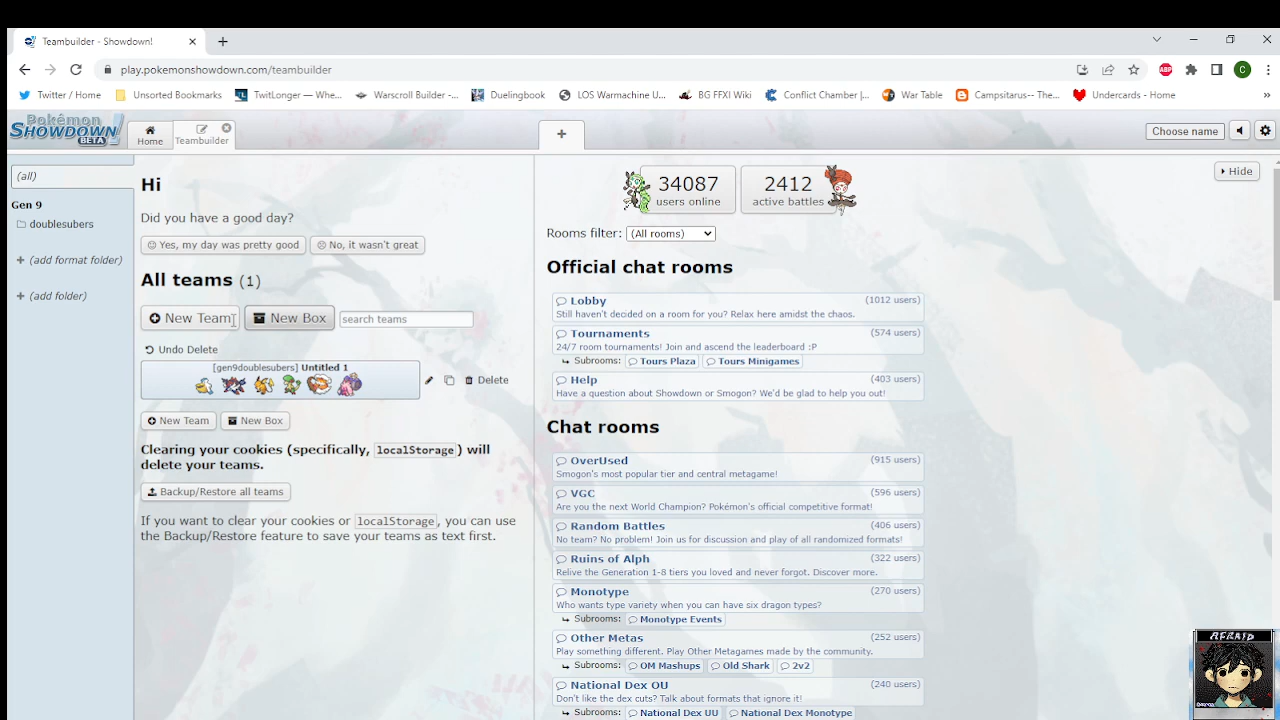 Teambuilder - Showdown!
play.pokemonshowdown.com/teambuilder
ABP
C
Twitter / Home
Unsorted Bookmarks
TwitLonger — Whe...
Warscroll Builder -...
Duelingbook
LOS Warmachine U...
BG FFXI Wiki
Conflict Chamber |...
War Table
Campsitarus-- The...
Undercards - Home
»
Pokémon
SHOWDOWN!
BETA
Home
Teambuilder
Choose name
(all)
Gen 9
doublesubers
(add format folder)
(add folder)
Hi
Did you have a good day?
Yes, my day was pretty good
No, it wasn't great
All teams (1)
New Team
New Box
search teams
Undo Delete
[gen9doublesubers] Untitled 1
Delete
New Team
New Box
Clearing your cookies (specifically, localStorage) will
delete your teams.
Backup/Restore all teams
If you want to clear your cookies or localStorage, you can use
the Backup/Restore feature to save your teams as text first.
34087
users online
2412
active battles
Hide
Rooms filter: (All rooms)
Official chat rooms
Lobby (1012 users)
Still haven't decided on a room for you? Relax here amidst the chaos.
Tournaments (574 users)
24/7 room tournaments! Join and ascend the leaderboard :P
Subrooms: Tours Plaza Tours Minigames
Help (403 users)
Have a question about Showdown or Smogon? We'd be glad to help you out!
Chat rooms
OverUsed (915 users)
Smogon's most popular tier and central metagame!
VGC (596 users)
Are you the next World Champion? Pokémon's official competitive format!
Random Battles (406 users)
No team? No problem! Join us for discussion and play of all randomized formats!
Ruins of Alph (322 users)
Relive the Generation 1-8 tiers you loved and never forgot. Discover more.
Monotype (270 users)
Who wants type variety when you can have six dragon types?
Subrooms: Monotype Events
Other Metas (252 users)
Play something different. Play Other Metagames made by the community.
Subrooms: OM Mashups Old Shark 2v2
National Dex OU (240 users)
Don't like the dex cuts? Talk about formats that ignore it!
Subrooms: National Dex UU National Dex Monotype
AFRAID